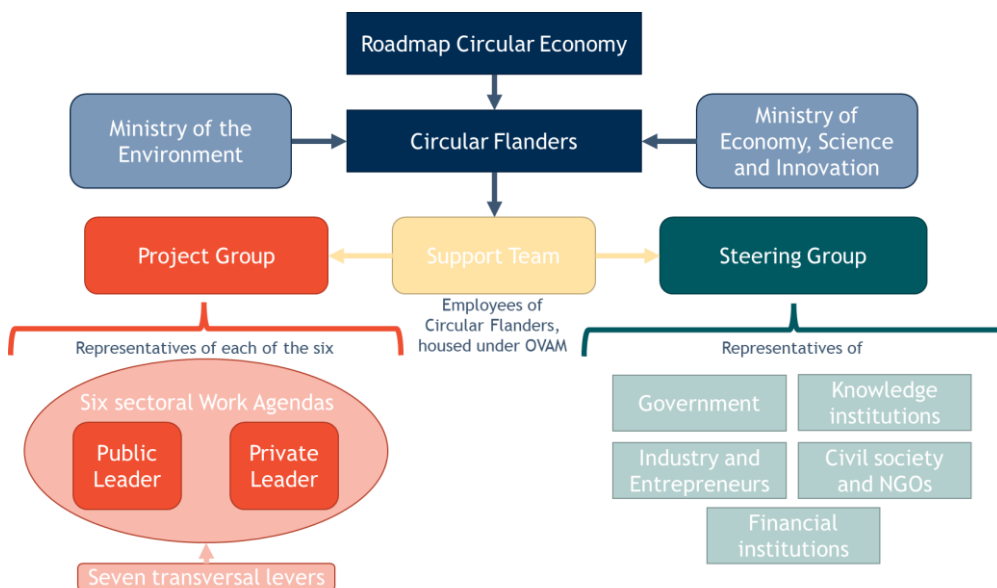 Roadmap Circular Economy
Ministry of the
Environment
Circular Flanders
Ministry of
Economy, Science
and Innovation
Project Group
Support Team
Steering Group
Employees of
Circular Flanders,
housed under OVAM
Representatives of each of the six
Representatives of
Six sectoral Work Agendas
Public
Leader
Private
Leader
Government
Knowledge
institutions
Industry and
Entrepreneurs
Civil society
and NGOs
Financial
institutions
Seven transversal levers